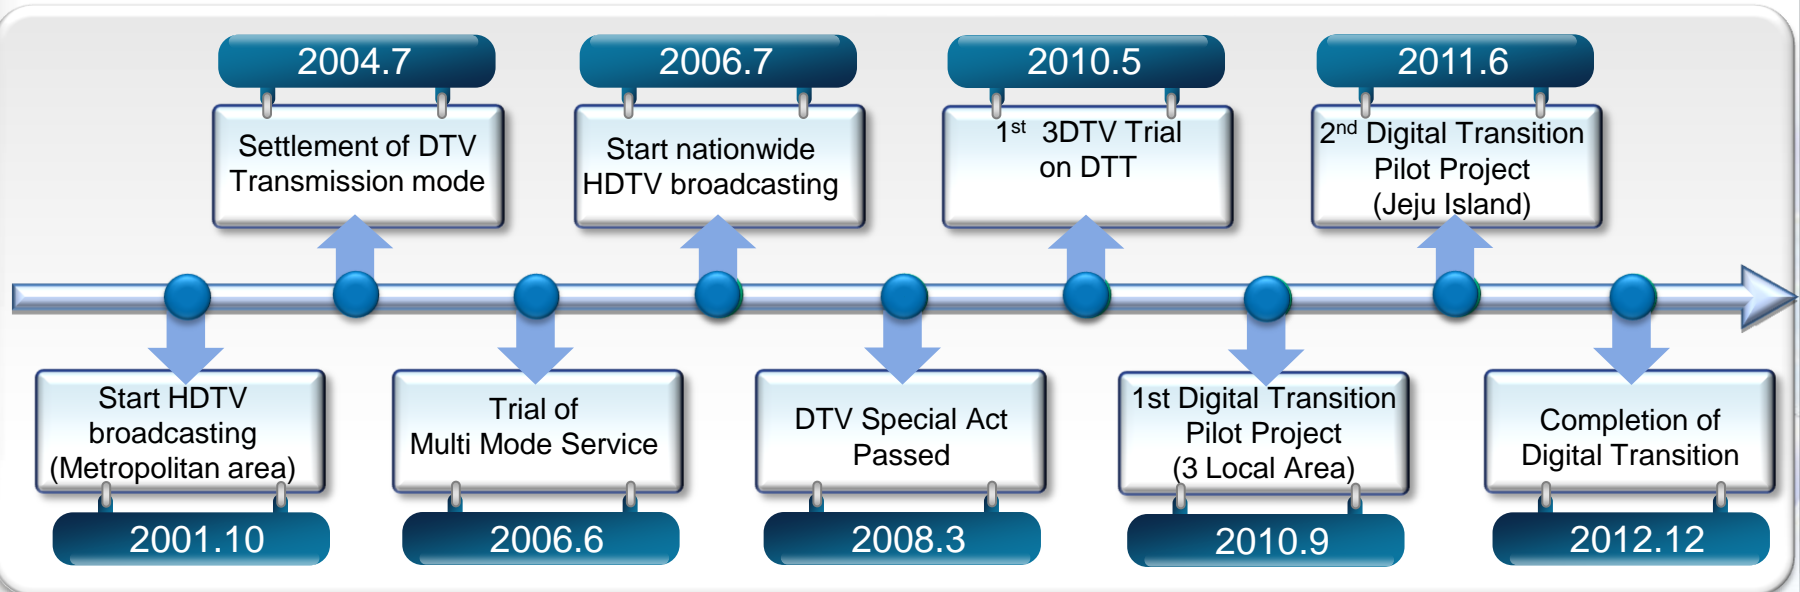 2004.7
Settlement of DTV
Transmission mode
2006.7
Start nationwide
HDTV broadcasting
2010.5
1st 3DTV Trial
on DTT
2011.6
2nd Digital Transition
Pilot Project
(Jeju Island)
Start HDTV
broadcasting
(Metropolitan area)
2001.10
Trial of
Multi Mode Service
2006.6
DTV Special Act
Passed
2008.3
1st Digital Transition
Pilot Project
(3 Local Area)
2010.9
Completion of
Digital Transition
2012.12